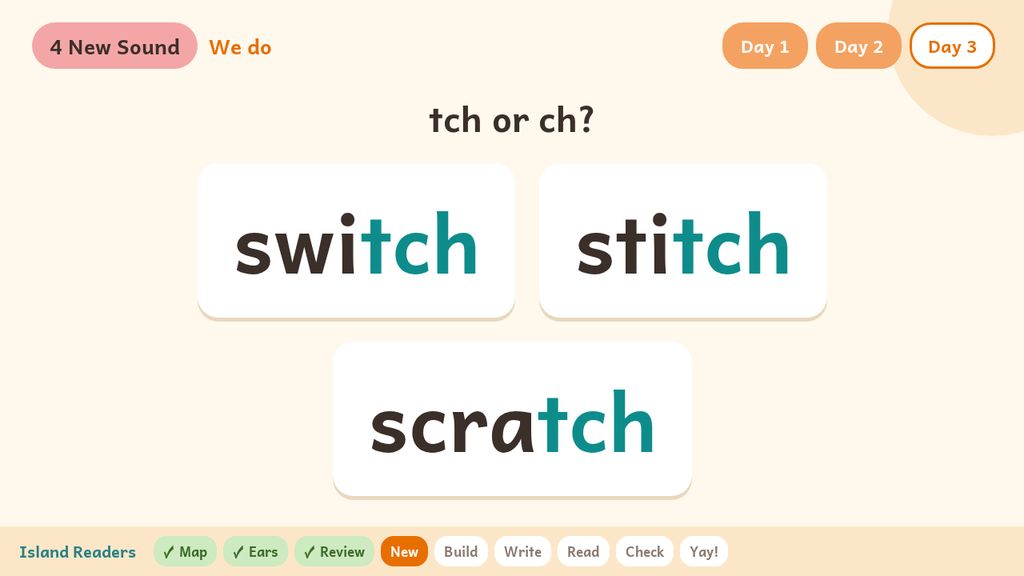 4 New Sound We do Day 1 Day 2 Day 3
tch or ch?
switch stitch
scratch
Island Readers ✓ Map ✓ Ears ✓ Review New Build Write Read Check Yay!